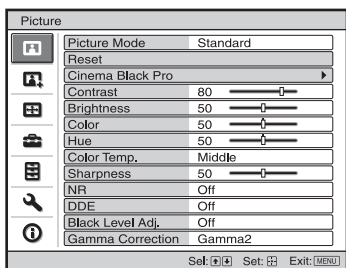 Picture
Picture Mode Standard
Reset
Cinema Black Pro
Contrast 80
Brightness 50
Color 50
Hue 50
Color Temp. Middle
Sharpness 50
NR Off
DDE Off
Black Level Adj. Off
Gamma Correction Gamma2
Sel: Set: Exit: MENU